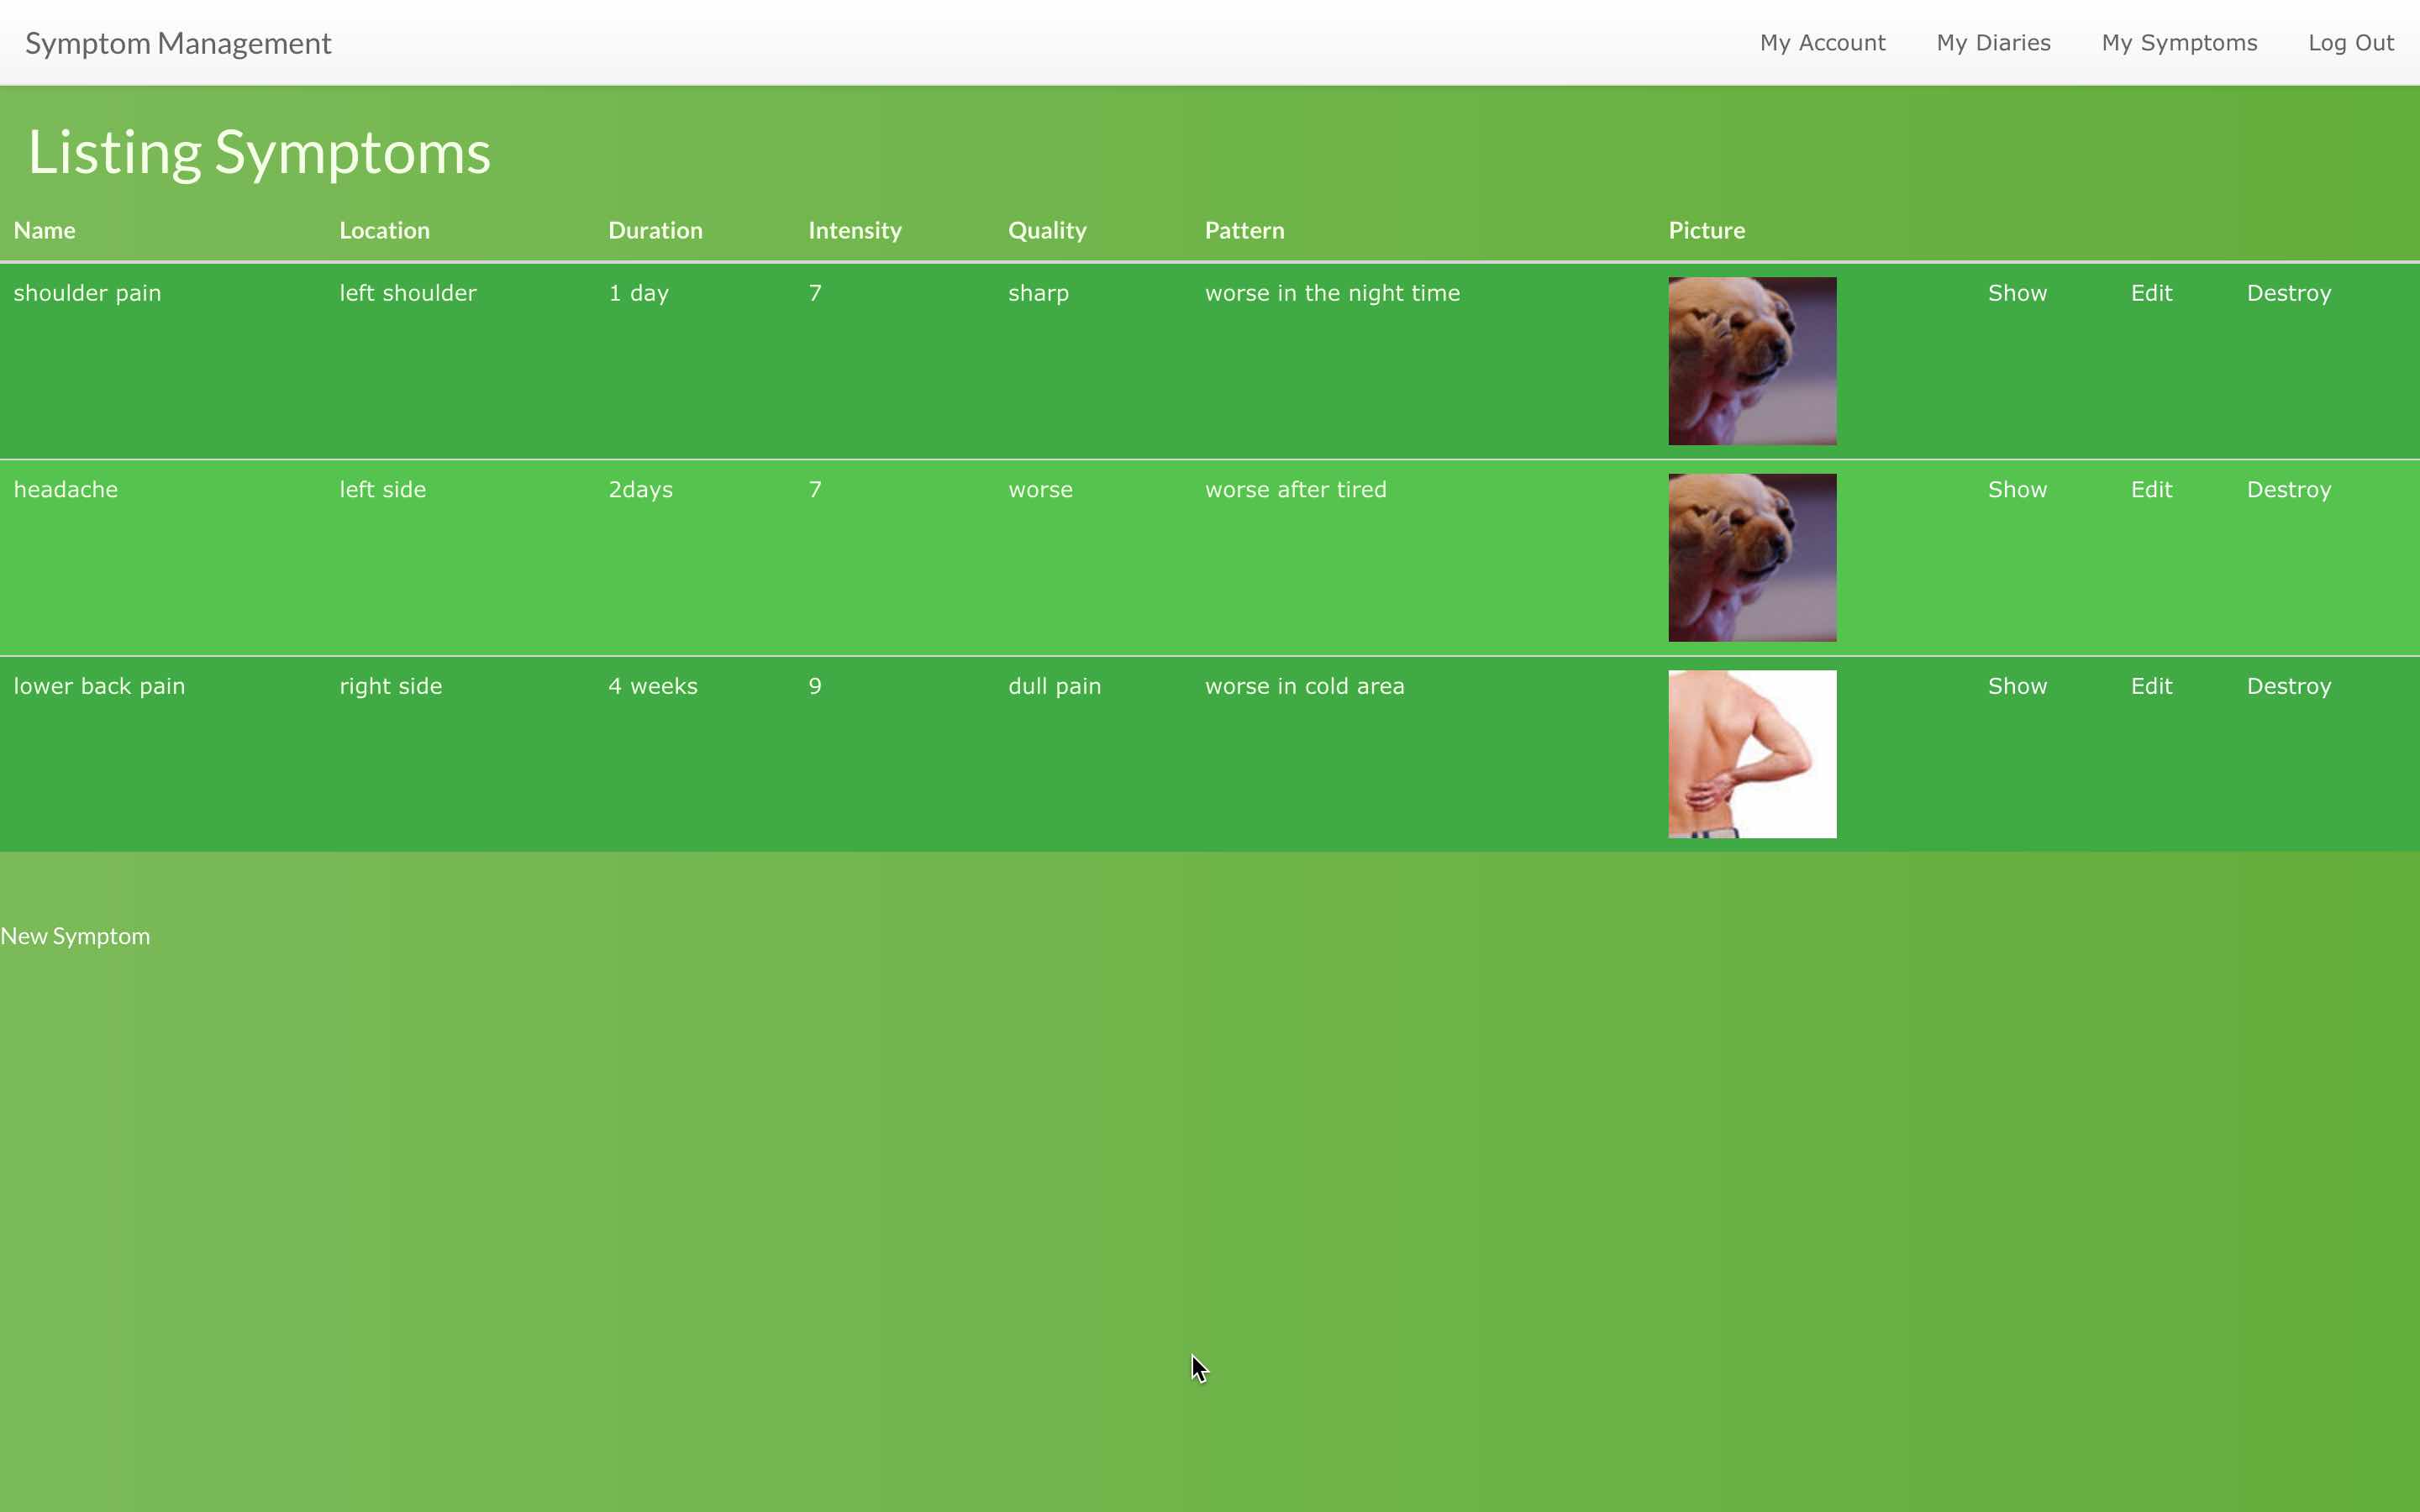 Symptom Management My Account My Diaries My Symptoms Log Out
Listing Symptoms
Name Location Duration Intensity Quality Pattern Picture
shoulder pain left shoulder 1 day 7 sharp worse in the night time Show Edit Destroy
headache left side 2days 7 worse worse after tired Show Edit Destroy
lower back pain right side 4 weeks 9 dull pain worse in cold area Show Edit Destroy
New Symptom